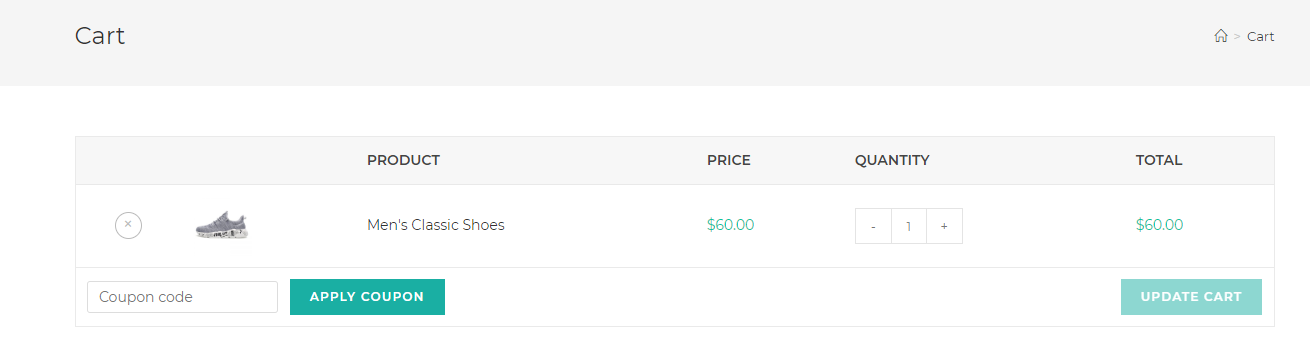 Cart
> Cart
PRODUCT PRICE QUANTITY TOTAL
× Men's Classic Shoes $60.00 - 1 + $60.00
Coupon code APPLY COUPON UPDATE CART